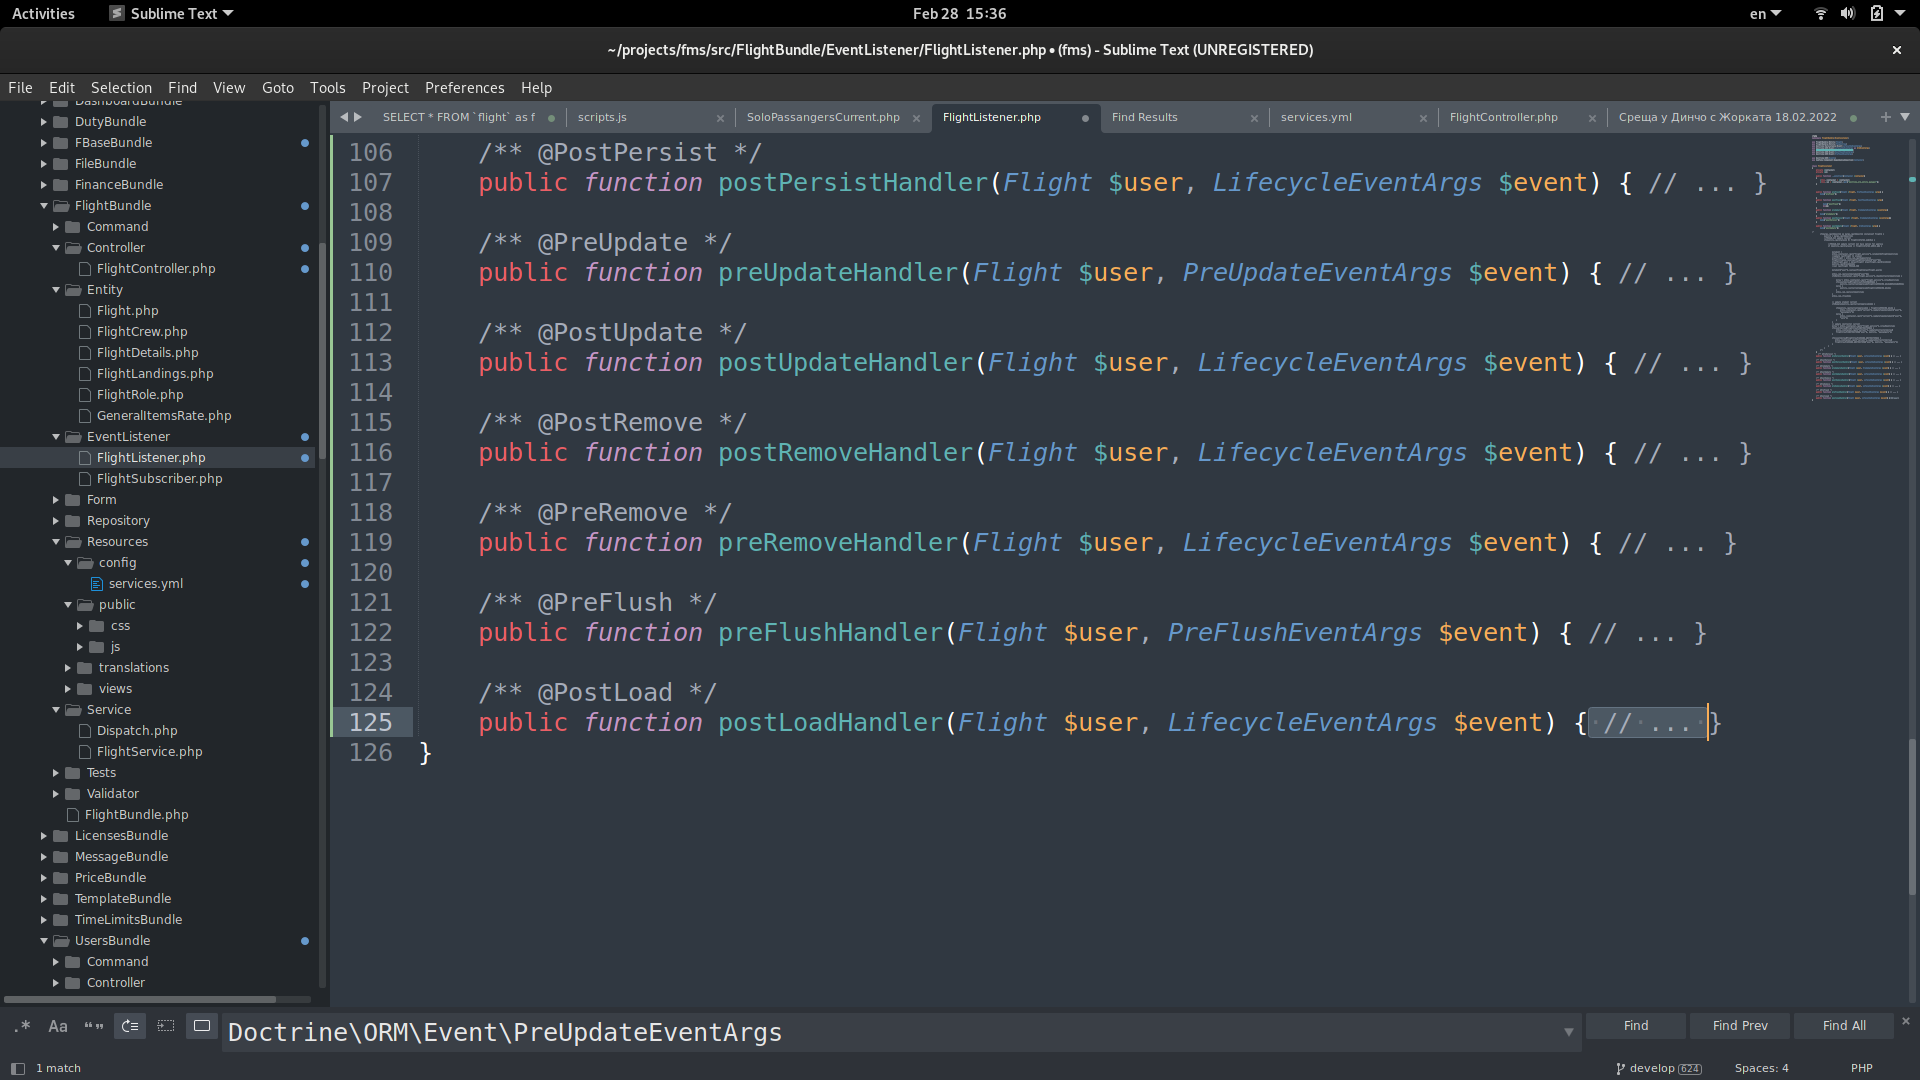 Activities
Sublime Text
Feb 28 15:36
en
~/projects/fms/src/FlightBundle/EventListener/FlightListener.php • (fms) - Sublime Text (UNREGISTERED)
File Edit Selection Find View Goto Tools Project Preferences Help
SELECT * FROM `flight` as f
scripts.js
SoloPassangersCurrent.php
FlightListener.php
Find Results
services.yml
FlightController.php
Среща у Динчо с Жорката 18.02.2022
DashboardBundle
DutyBundle
FBaseBundle
FileBundle
FinanceBundle
FlightBundle
Command
Controller
FlightController.php
Entity
Flight.php
FlightCrew.php
FlightDetails.php
FlightLandings.php
FlightRole.php
GeneralItemsRate.php
EventListener
FlightListener.php
FlightSubscriber.php
Form
Repository
Resources
config
services.yml
public
css
js
translations
views
Service
Dispatch.php
FlightService.php
Tests
Validator
FlightBundle.php
LicensesBundle
MessageBundle
PriceBundle
TemplateBundle
TimeLimitsBundle
UsersBundle
Command
Controller
106 /** @PostPersist */
107 public function postPersistHandler(Flight $user, LifecycleEventArgs $event) { // ... }
108
109 /** @PreUpdate */
110 public function preUpdateHandler(Flight $user, PreUpdateEventArgs $event) { // ... }
111
112 /** @PostUpdate */
113 public function postUpdateHandler(Flight $user, LifecycleEventArgs $event) { // ... }
114
115 /** @PostRemove */
116 public function postRemoveHandler(Flight $user, LifecycleEventArgs $event) { // ... }
117
118 /** @PreRemove */
119 public function preRemoveHandler(Flight $user, LifecycleEventArgs $event) { // ... }
120
121 /** @PreFlush */
122 public function preFlushHandler(Flight $user, PreFlushEventArgs $event) { // ... }
123
124 /** @PostLoad */
125 public function postLoadHandler(Flight $user, LifecycleEventArgs $event) { // ... }
126 }
.* Aa “”
Doctrine\ORM\Event\PreUpdateEventArgs
Find
Find Prev
Find All
1 match
develop 624
Spaces: 4
PHP